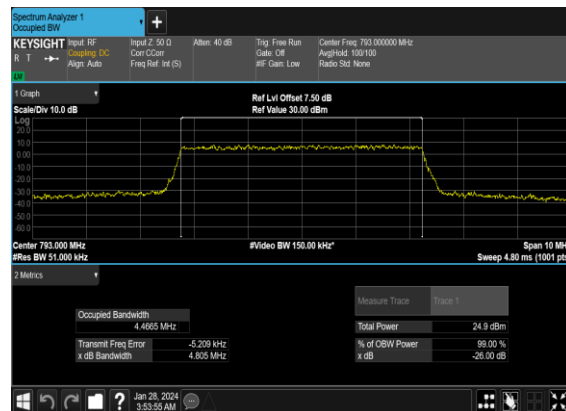 Spectrum Analyzer 1
Occupied BW
KEYSIGHT
R T
LU
Input: RF
Coupling: DC
Align: Auto
Input Z: 50 Ω
Corr CCorr
Freq Ref: Int (S)
Atten: 40 dB
Trig: Free Run
Gate: Off
#IF Gain: Low
Center Freq: 793.000000 MHz
Avg|Hold: 100/100
Radio Std: None
1 Graph
Scale/Div 10.0 dB
Ref Lvl Offset 7.50 dB
Ref Value 30.00 dBm
Log
20.0
10.0
0.00
-10.0
-20.0
-30.0
-40.0
-50.0
-60.0
Center 793.000 MHz
#Res BW 51.000 kHz
#Video BW 150.00 kHz*
Span 10 MH
Sweep 4.80 ms (1001 pts
2 Metrics
Measure Trace
Trace 1
Occupied Bandwidth
4.4665 MHz
Total Power
24.9 dBm
Transmit Freq Error
-5.209 kHz
% of OBW Power
99.00 %
x dB Bandwidth
4.805 MHz
x dB
-26.00 dB
?
Jan 28, 2024
3:53:55 AM